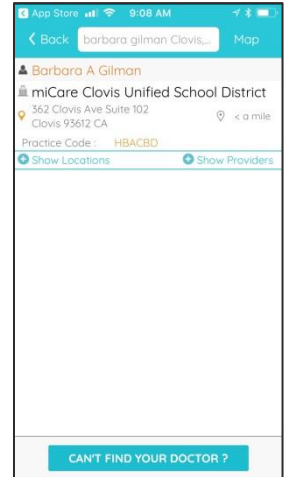 App Store 9:08 AM
Back barbara gilman Clovis,... Map
Barbara A Gilman
miCare Clovis Unified School District
362 Clovis Ave Suite 102
Clovis 93612 CA
< a mile
Practice Code : HBACBD
Show Locations Show Providers
CAN'T FIND YOUR DOCTOR ?